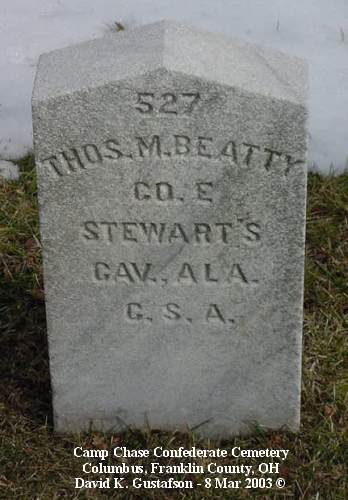 527
THOS. M. BEATTY
CO. E
STEWART'S
CAV., ALA.
C. S. A.
Camp Chase Confederate Cemetery
Columbus, Franklin County, OH
David K. Gustafson - 8 Mar 2003 ©